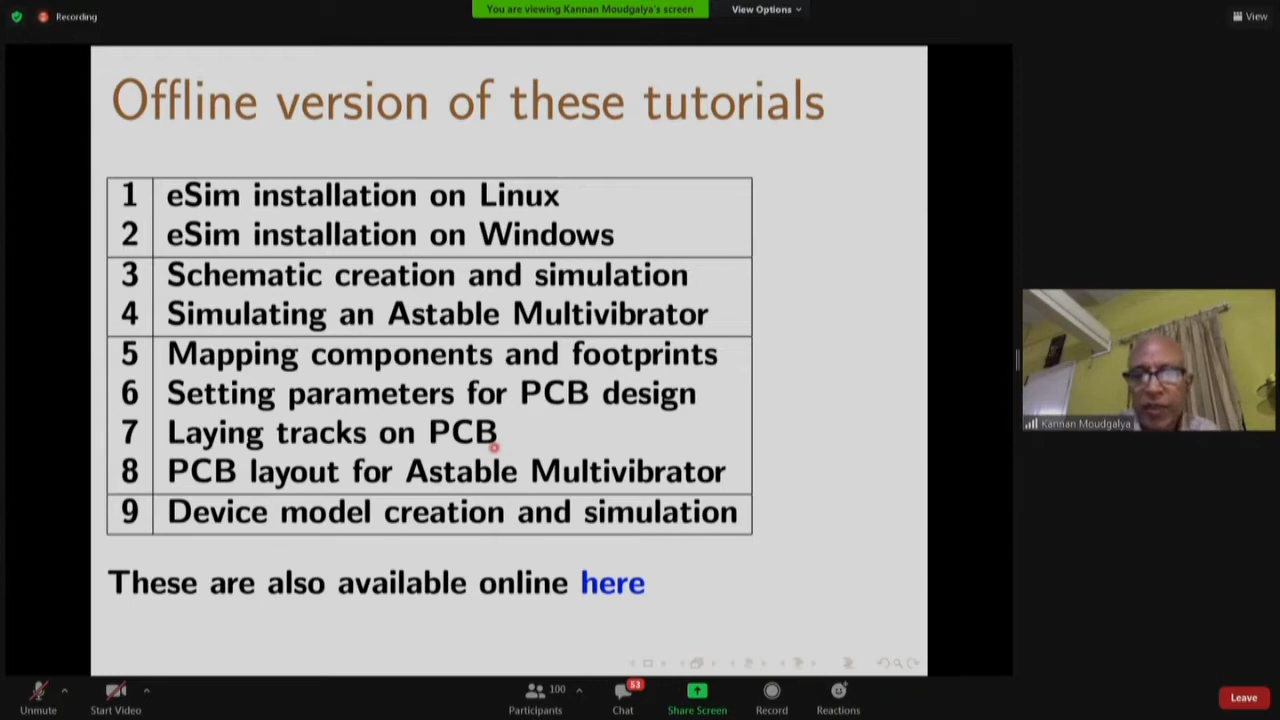 Recording
You are viewing Kannan Moudgalya's screen
View Options
View
Offline version of these tutorials
1 eSim installation on Linux
2 eSim installation on Windows
3 Schematic creation and simulation
4 Simulating an Astable Multivibrator
5 Mapping components and footprints
6 Setting parameters for PCB design
7 Laying tracks on PCB
8 PCB layout for Astable Multivibrator
9 Device model creation and simulation
These are also available online here
Kannan Moudgalya
Unmute
Start Video
100
Participants
53
Chat
Share Screen
Record
Reactions
Leave